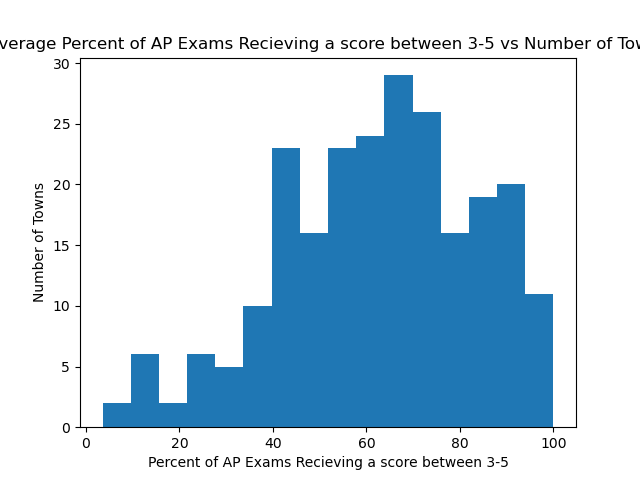 verage Percent of AP Exams Recieving a score between 3-5 vs Number of Tow
30
25
20
15
10
5
0
Number of Towns
0 20 40 60 80 100
Percent of AP Exams Recieving a score between 3-5